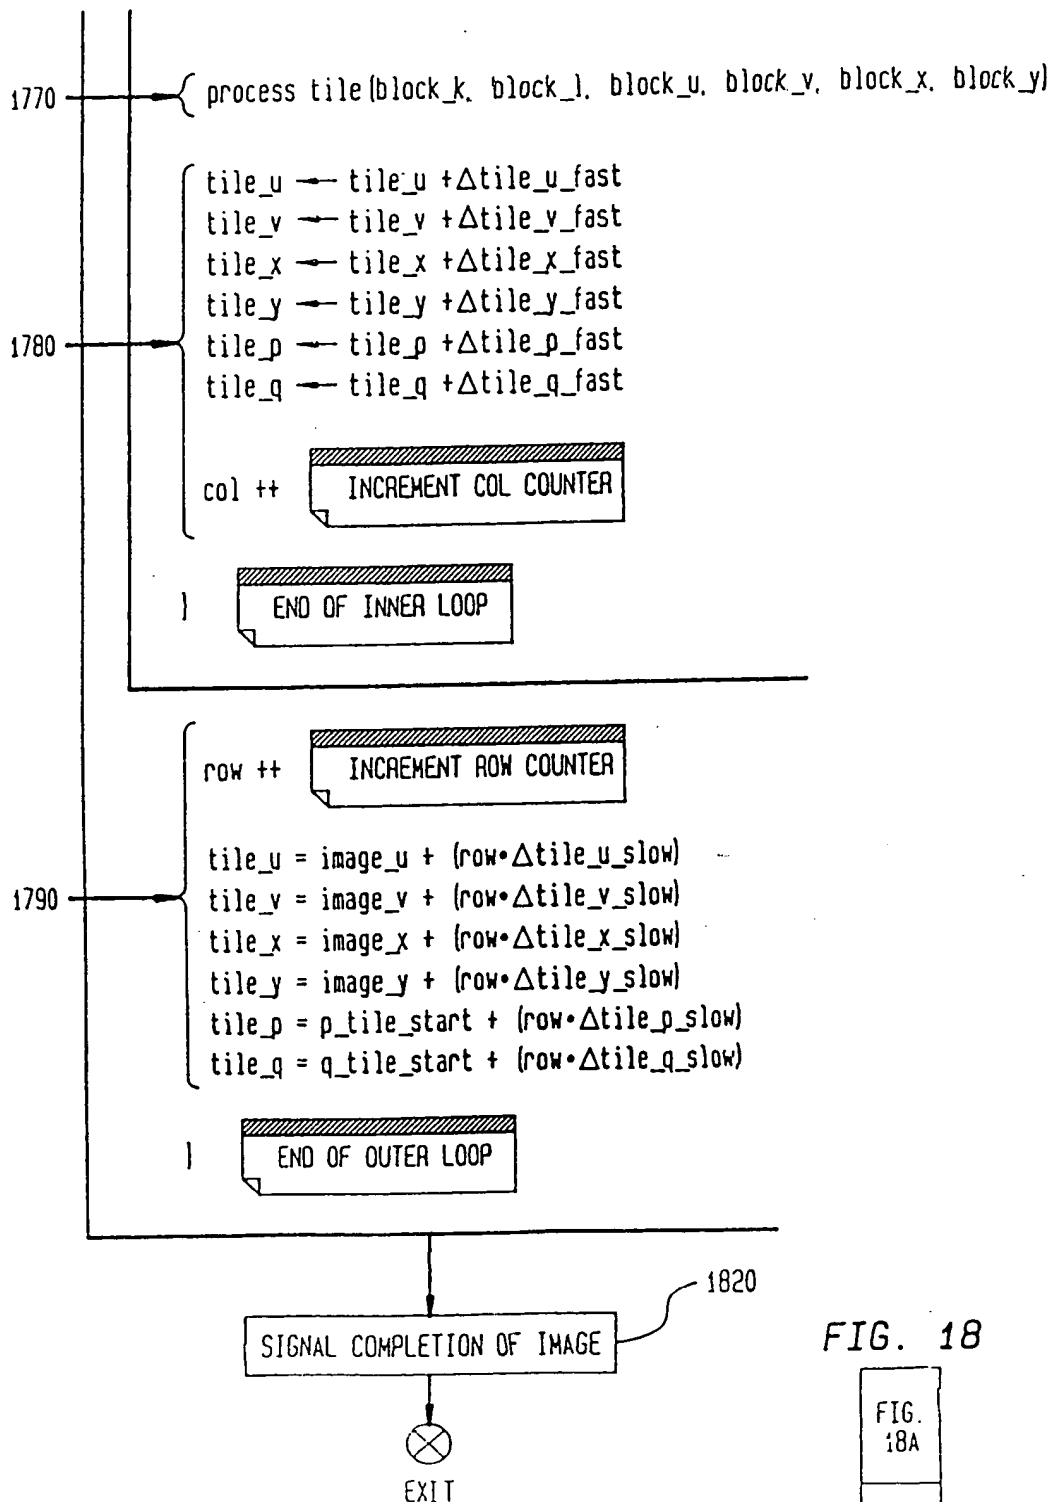 1770 { process tile (block_k, block_l, block_u, block_v, block_x, block_y)
tile_u ← tile_u +Δtile_u_fast
tile_v ← tile_v +Δtile_v_fast
tile_x ← tile_x +Δtile_x_fast
tile_y ← tile_y +Δtile_y_fast
1780
tile_p ← tile_p +Δtile_p_fast
tile_q ← tile_q +Δtile_q_fast
col ++ INCREMENT COL COUNTER
} END OF INNER LOOP
row ++ INCREMENT ROW COUNTER
tile_u = image_u + (row•Δtile_u_slow)
1790 tile_v = image_v + (row•Δtile_v_slow)
tile_x = image_x + (row•Δtile_x_slow)
tile_y = image_y + (row•Δtile_y_slow)
tile_p = p_tile_start + (row•Δtile_p_slow)
tile_q = q_tile_start + (row•Δtile_q_slow)
} END OF OUTER LOOP
1820
SIGNAL COMPLETION OF IMAGE
EXIT
FIG. 18
FIG.
18A